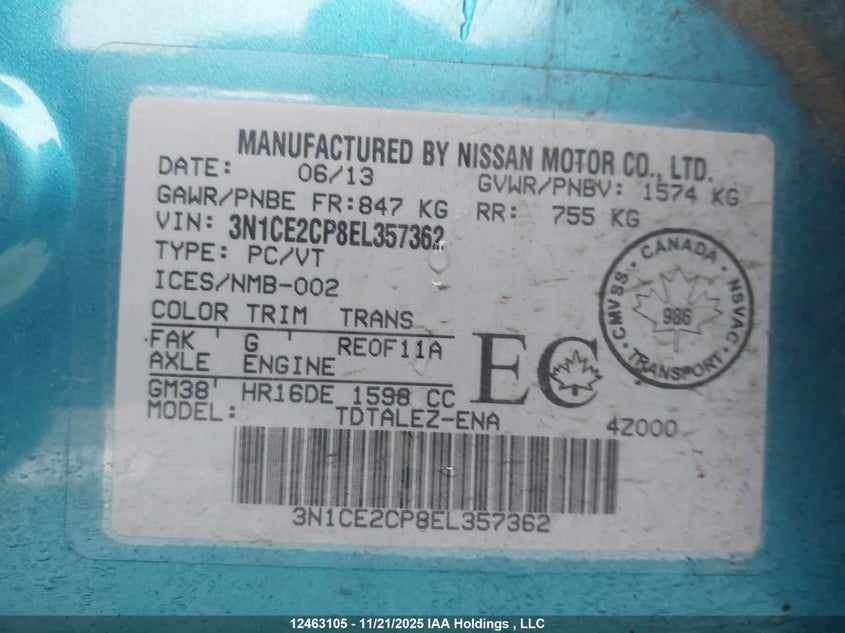 MANUFACTURED BY NISSAN MOTOR CO., LTD.
DATE: 06/13 GVWR/PNBV: 1574 KG
GAWR/PNBE FR:847 KG RR: 755 KG
VIN: 3N1CE2CP8EL357362
TYPE: PC/VT
ICES/NMB-002
COLOR TRIM TRANS
FAK G RE0F11A
AXLE ENGINE
GM38 HR16DE 1598 CC
MODEL: TDTALEZ-ENA 4Z000
EC
CANADA
CMVSS NSVAC
986
TRANSPORT
3N1CE2CP8EL357362
12463105 - 11/21/2025 IAA Holdings , LLC